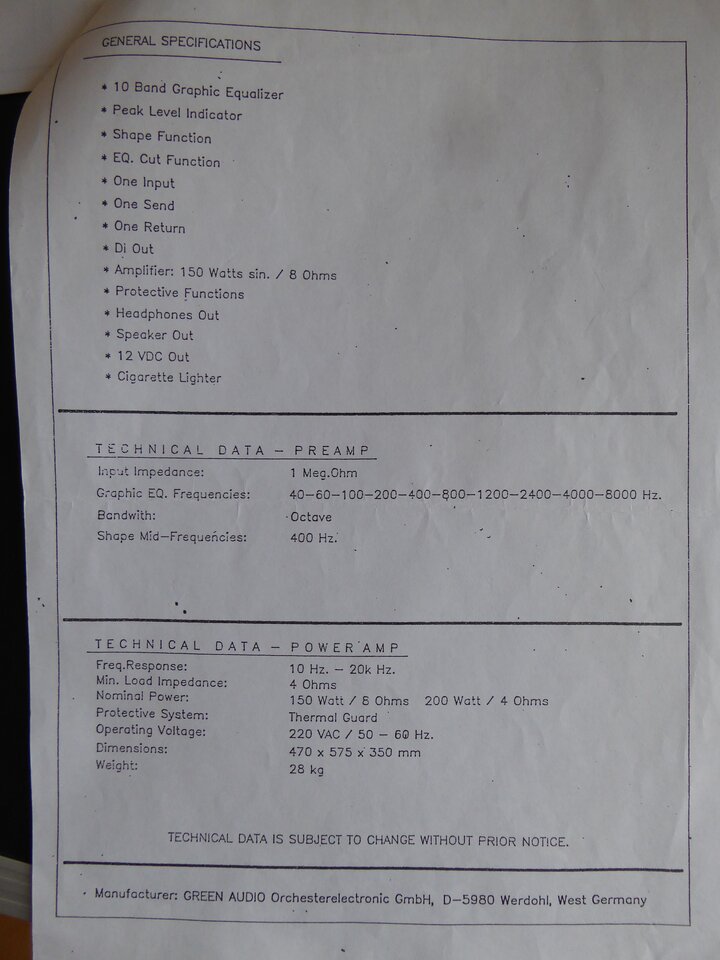 GENERAL SPECIFICATIONS
* 10 Band Graphic Equalizer
* Peak Level Indicator
* Shape Function
* EQ. Cut Function
* One Input
* One Send
* One Return
* Di Out
* Amplifier: 150 Watts sin. / 8 Ohms
* Protective Functions
* Headphones Out
* Speaker Out
* 12 VDC Out
* Cigarette Lighter
TECHNICAL DATA – PREAMP
Input Impedance: 1 Meg.Ohm
Graphic EQ. Frequencies: 40–60–100–200–400–800–1200–2400–4000–8000 Hz.
Bandwith: Octave
Shape Mid–Frequencies: 400 Hz.
TECHNICAL DATA – POWER AMP
Freq.Response: 10 Hz. – 20k Hz.
Min. Load Impedance: 4 Ohms
Nominal Power: 150 Watt / 8 Ohms 200 Watt / 4 Ohms
Protective System: Thermal Guard
Operating Voltage: 220 VAC / 50 – 60 Hz.
Dimensions: 470 x 575 x 350 mm
Weight: 28 kg
TECHNICAL DATA IS SUBJECT TO CHANGE WITHOUT PRIOR NOTICE.
Manufacturer: GREEN AUDIO Orchesterelectronic GmbH, D–5980 Werdohl, West Germany